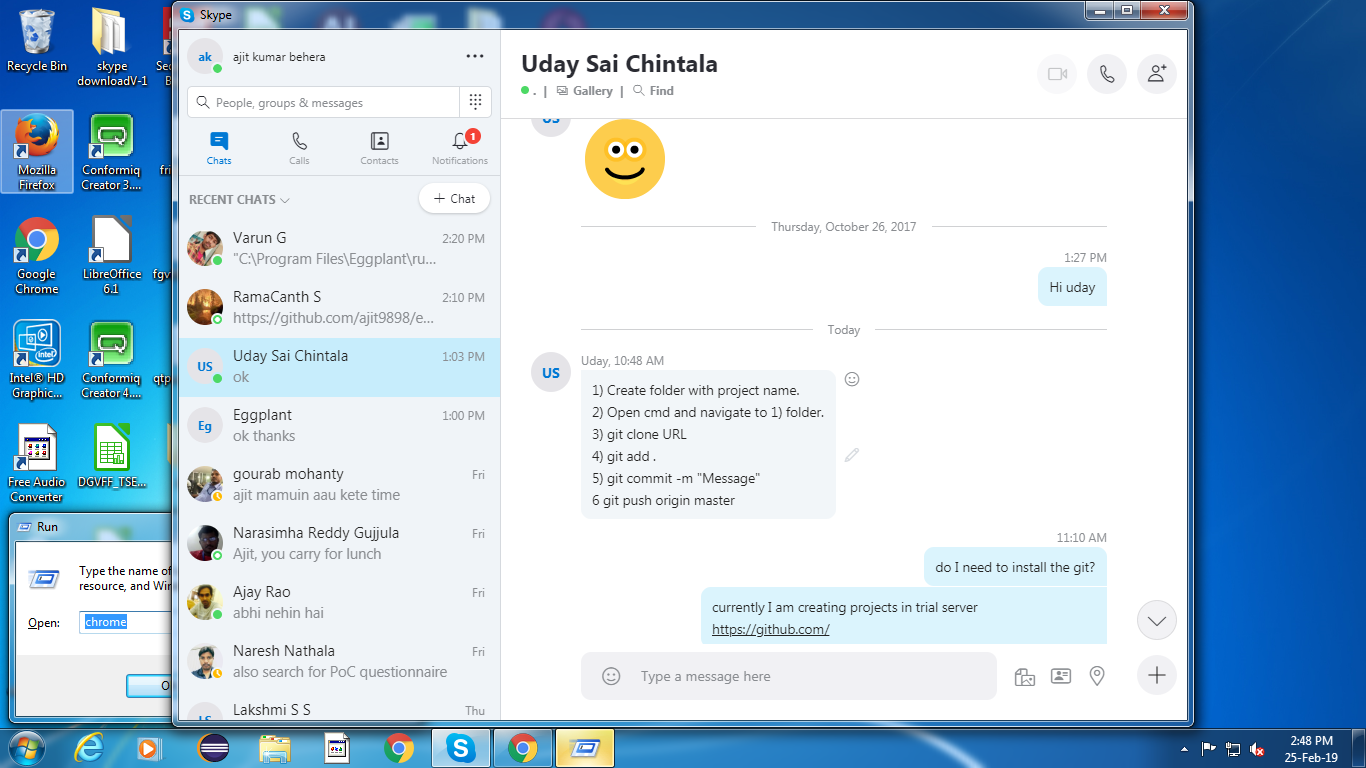 Recycle Bin
skype
downloadV-1
Mozilla
Firefox
Conformiq
Creator 3....
Google
Chrome
LibreOffice
6.1
Intel® HD
Graphic...
Conformiq
Creator 4....
Free Audio
Converter
DGVFF_TSE...
Run
Type the name of
resource, and Win
Open:
chrome
Skype
ak
ajit kumar behera
People, groups & messages
Chats
Calls
Contacts
Notifications
1
RECENT CHATS
+ Chat
Varun G
2:20 PM
"C:\Program Files\Eggplant\ru...
RamaCanth S
2:10 PM
https://github.com/ajit9898/e...
US
Uday Sai Chintala
1:03 PM
ok
Eg
Eggplant
1:00 PM
ok thanks
gourab mohanty
Fri
ajit mamuin aau kete time
Narasimha Reddy Gujjula
Fri
Ajit, you carry for lunch
Ajay Rao
Fri
abhi nehin hai
Naresh Nathala
Fri
also search for PoC questionnaire
LS
Lakshmi S S
Thu
Uday Sai Chintala
. | Gallery | Find
US
Thursday, October 26, 2017
1:27 PM
Hi uday
Today
US
Uday, 10:48 AM
1) Create folder with project name.
2) Open cmd and navigate to 1) folder.
3) git clone URL
4) git add .
5) git commit -m "Message"
6 git push origin master
11:10 AM
do I need to install the git?
currently I am creating projects in trial server
https://github.com/
Type a message here
2:48 PM
25-Feb-19